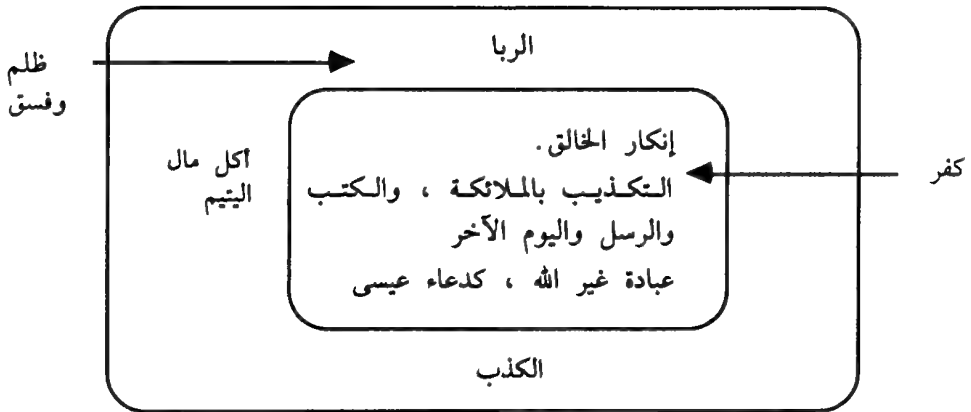 الربا
ظلم
وفسق
إنكار الخالق.
التكذيب بالملائكة ، والكتب
والرسل واليوم الآخر
عبادة غير الله ، كدعاء عيسى
كفر
أكل مال
اليتيم
الكذب